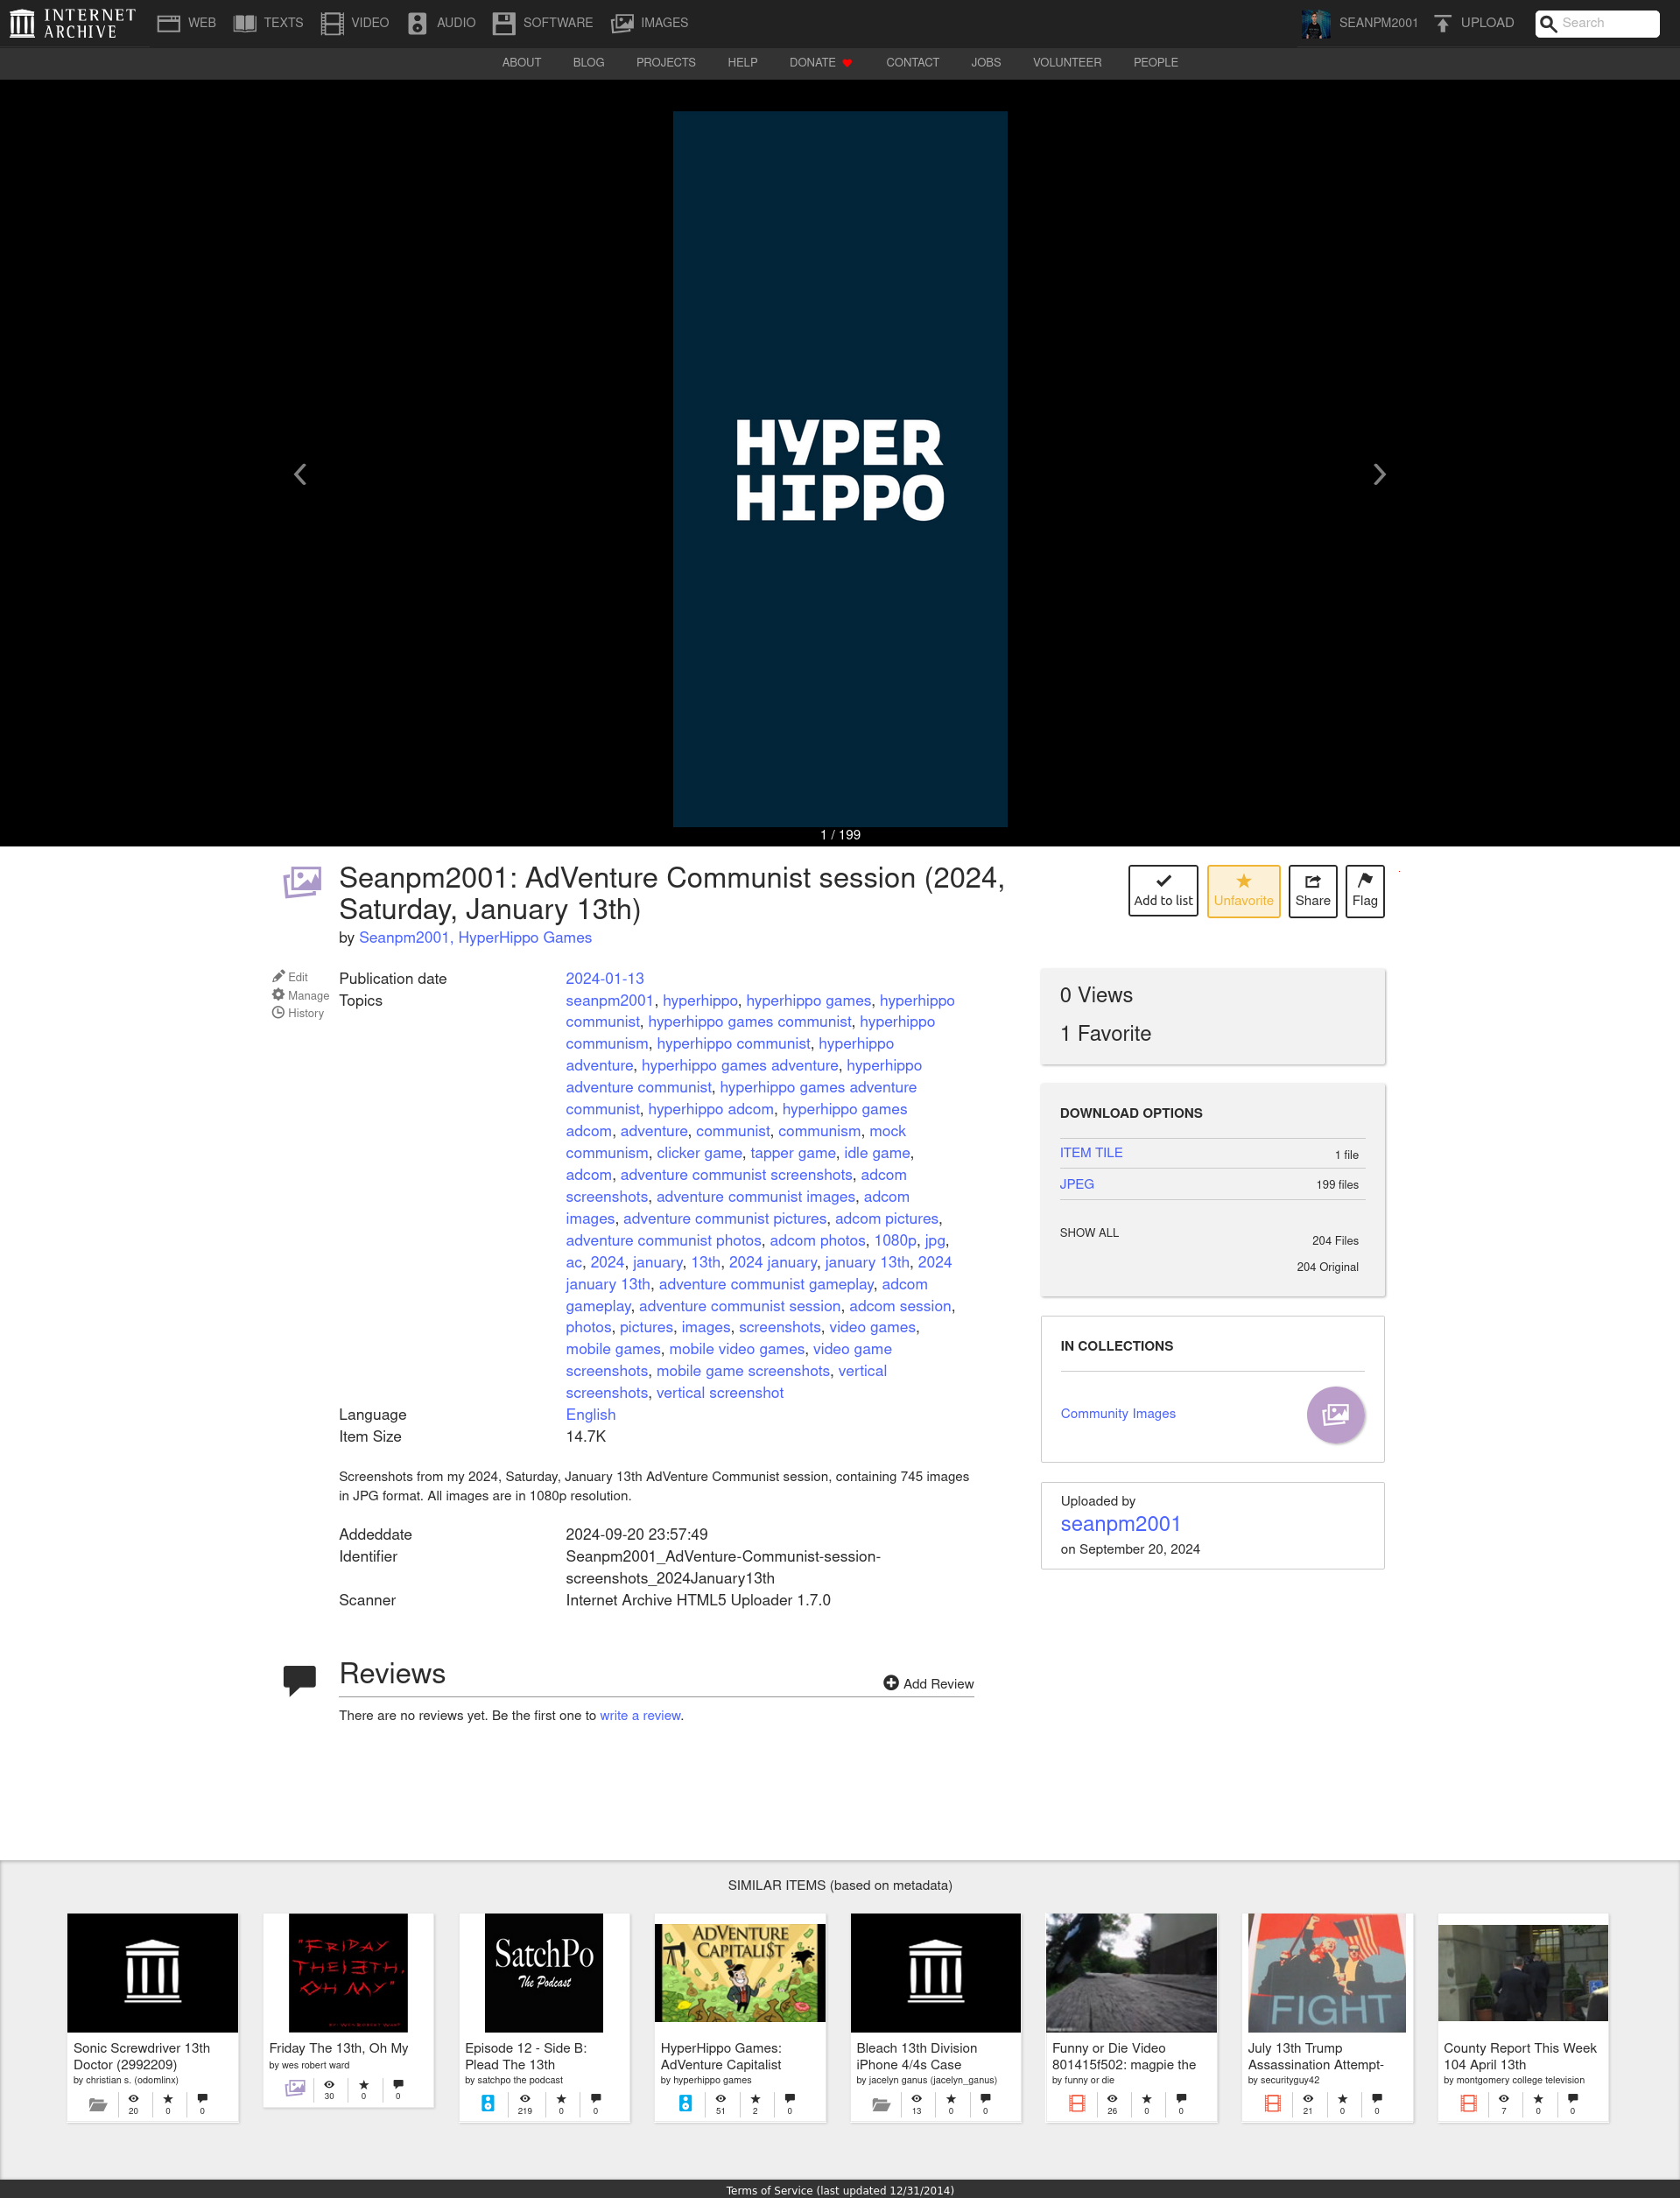 INTERNET ARCHIVE
WEB
TEXTS
VIDEO
AUDIO
SOFTWARE
IMAGES
SEANPM2001
UPLOAD
Search
ABOUT
BLOG
PROJECTS
HELP
DONATE
CONTACT
JOBS
VOLUNTEER
PEOPLE
HYPER
HIPPO
1 / 199
Seanpm2001: AdVenture Communist session (2024,
Saturday, January 13th)
by Seanpm2001, HyperHippo Games
Add to list
Unfavorite
Share
Flag
Edit
Manage
History
Publication date
2024-01-13
Topics
seanpm2001, hyperhippo, hyperhippo games, hyperhippo
communist, hyperhippo games communist, hyperhippo
communism, hyperhippo communist, hyperhippo
adventure, hyperhippo games adventure, hyperhippo
adventure communist, hyperhippo games adventure
communist, hyperhippo adcom, hyperhippo games
adcom, adventure, communist, communism, mock
communism, clicker game, tapper game, idle game,
adcom, adventure communist screenshots, adcom
screenshots, adventure communist images, adcom
images, adventure communist pictures, adcom pictures,
adventure communist photos, adcom photos, 1080p, jpg,
ac, 2024, january, 13th, 2024 january, january 13th, 2024
january 13th, adventure communist gameplay, adcom
gameplay, adventure communist session, adcom session,
photos, pictures, images, screenshots, video games,
mobile games, mobile video games, video game
screenshots, mobile game screenshots, vertical
screenshots, vertical screenshot
Language
English
Item Size
14.7K
Screenshots from my 2024, Saturday, January 13th AdVenture Communist session, containing 745 images
in JPG format. All images are in 1080p resolution.
Addeddate
2024-09-20 23:57:49
Identifier
Seanpm2001_AdVenture-Communist-session-
screenshots_2024January13th
Scanner
Internet Archive HTML5 Uploader 1.7.0
0 Views
1 Favorite
DOWNLOAD OPTIONS
ITEM TILE
1 file
JPEG
199 files
SHOW ALL
204 Files
204 Original
IN COLLECTIONS
Community Images
Uploaded by
seanpm2001
on September 20, 2024
Reviews
Add Review
There are no reviews yet. Be the first one to write a review.
SIMILAR ITEMS (based on metadata)
Sonic Screwdriver 13th
Doctor (2992209)
by christian s. (odomlinx)
20
0
0
"FRIDAY
THE13TH,
OH MY"
Friday The 13th, Oh My
by wes robert ward
30
0
0
SatchPo
The Podcast
Episode 12 - Side B:
Plead The 13th
by satchpo the podcast
219
0
0
ADVENTURE
CAPITALI$T
HyperHippo Games:
AdVenture Capitalist
by hyperhippo games
51
2
0
Bleach 13th Division
iPhone 4/4s Case
by jacelyn ganus (jacelyn_ganus)
13
0
0
Funny or Die Video
801415f502: magpie the
by funny or die
26
0
0
FIGHT
July 13th Trump
Assassination Attempt-
by securityguy42
21
0
0
County Report This Week
104 April 13th
by montgomery college television
7
0
0
Terms of Service (last updated 12/31/2014)